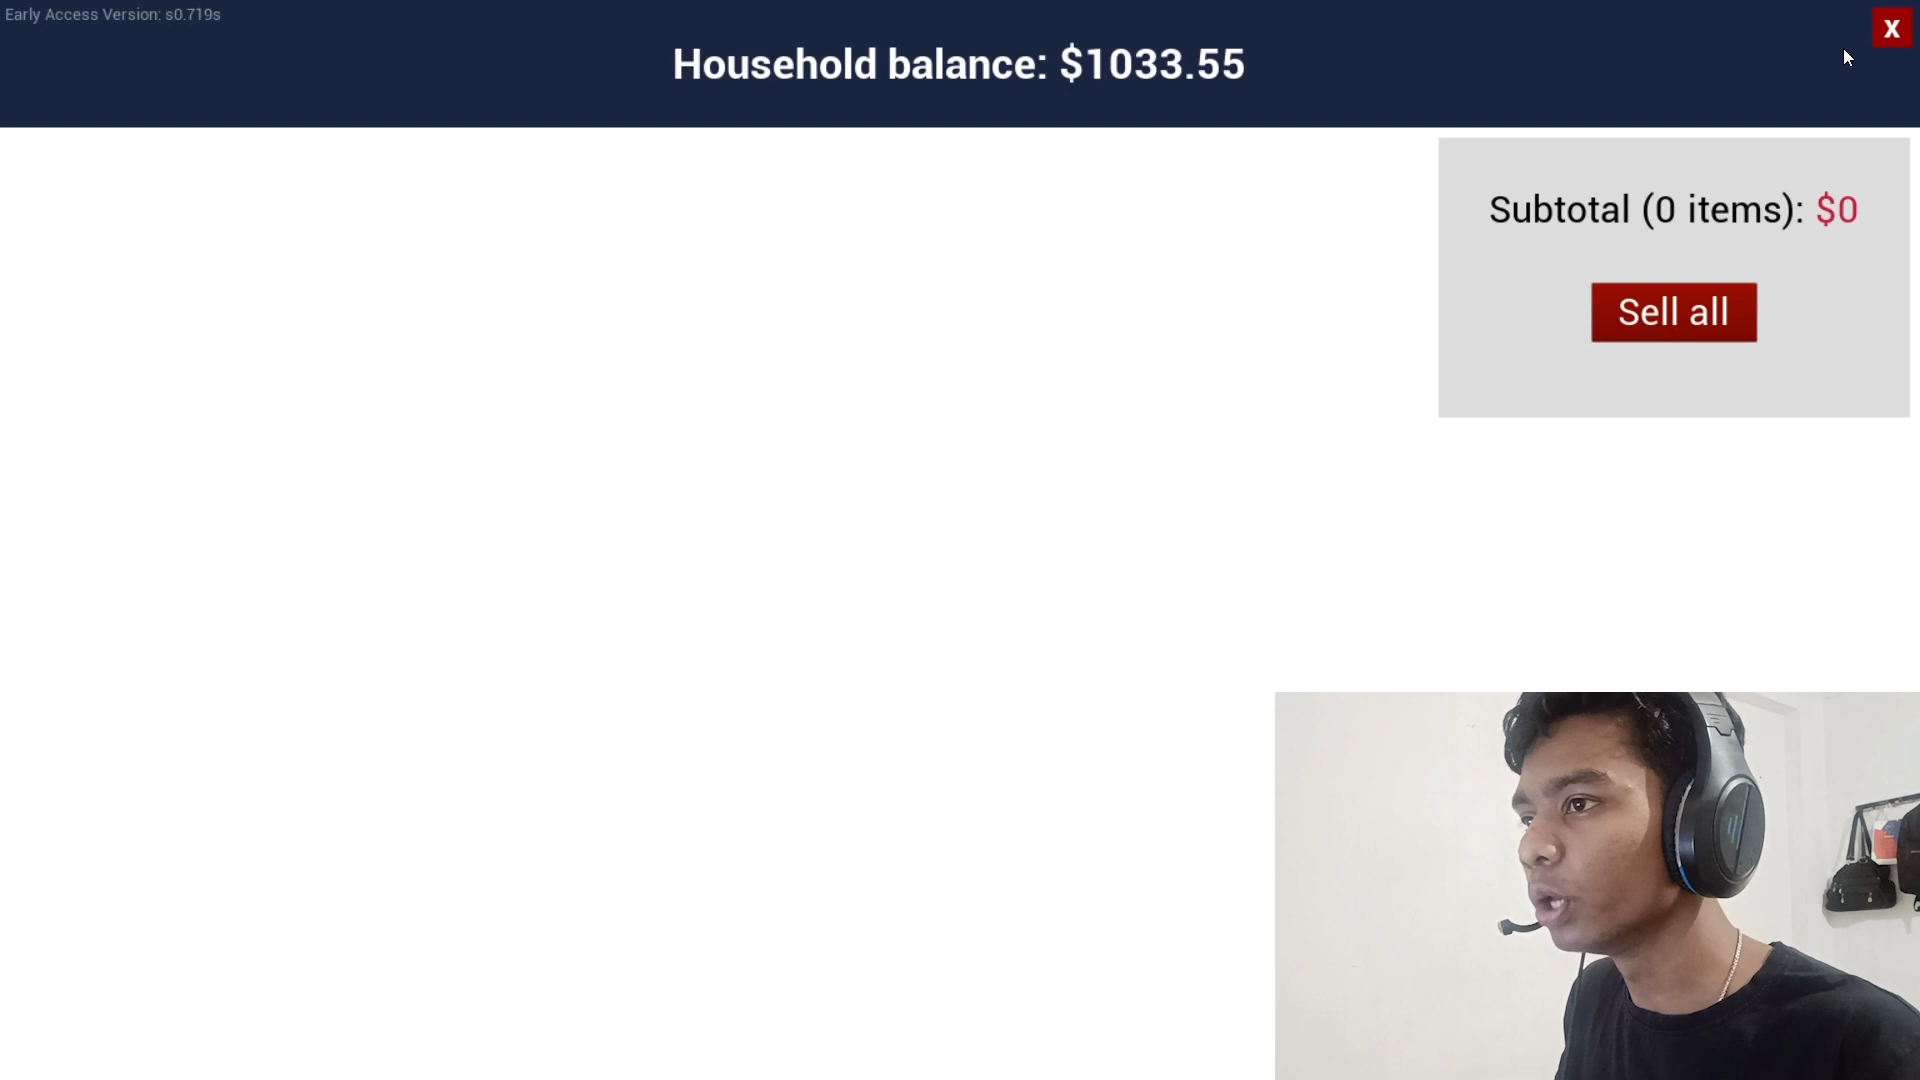 Early Access Version: s0.719s
X
Household balance: $1033.55
Subtotal (0 items): $0
Sell all